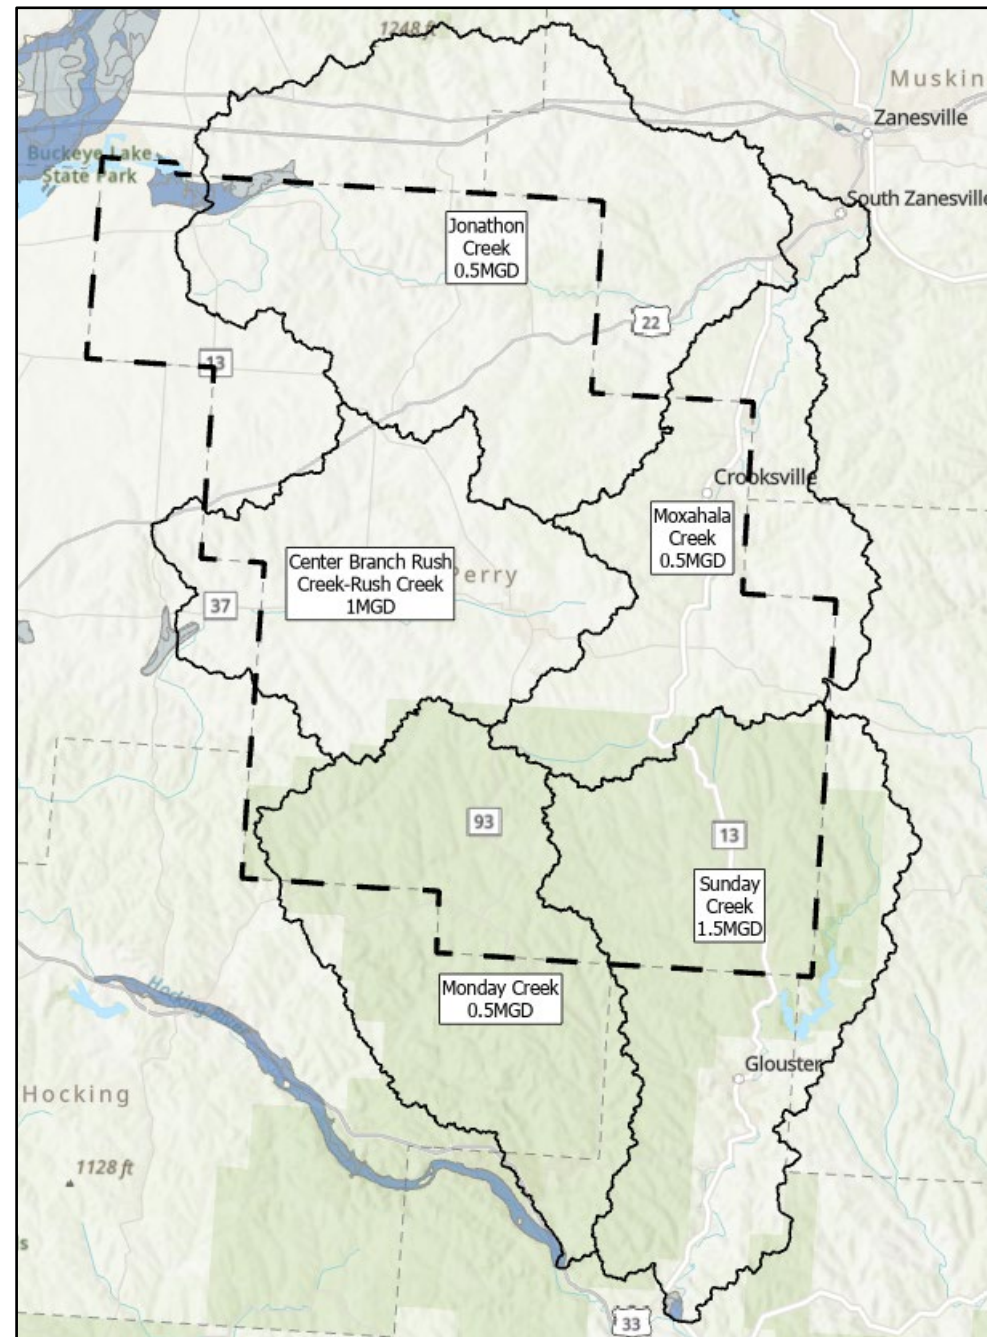 1248 ft
Muskin
Zanesville
Buckeye Lake
State Park
South Zanesville
Jonathon
Creek
0.5MGD
22
13
Crooksville
Moxahala
Creek
0.5MGD
Center Branch Rush
Creek-Rush Creek
1MGD
Perry
37
93
13
Sunday
Creek
1.5MGD
Monday Creek
0.5MGD
Hocking River
Glouster
Hocking
1128 ft
s
33